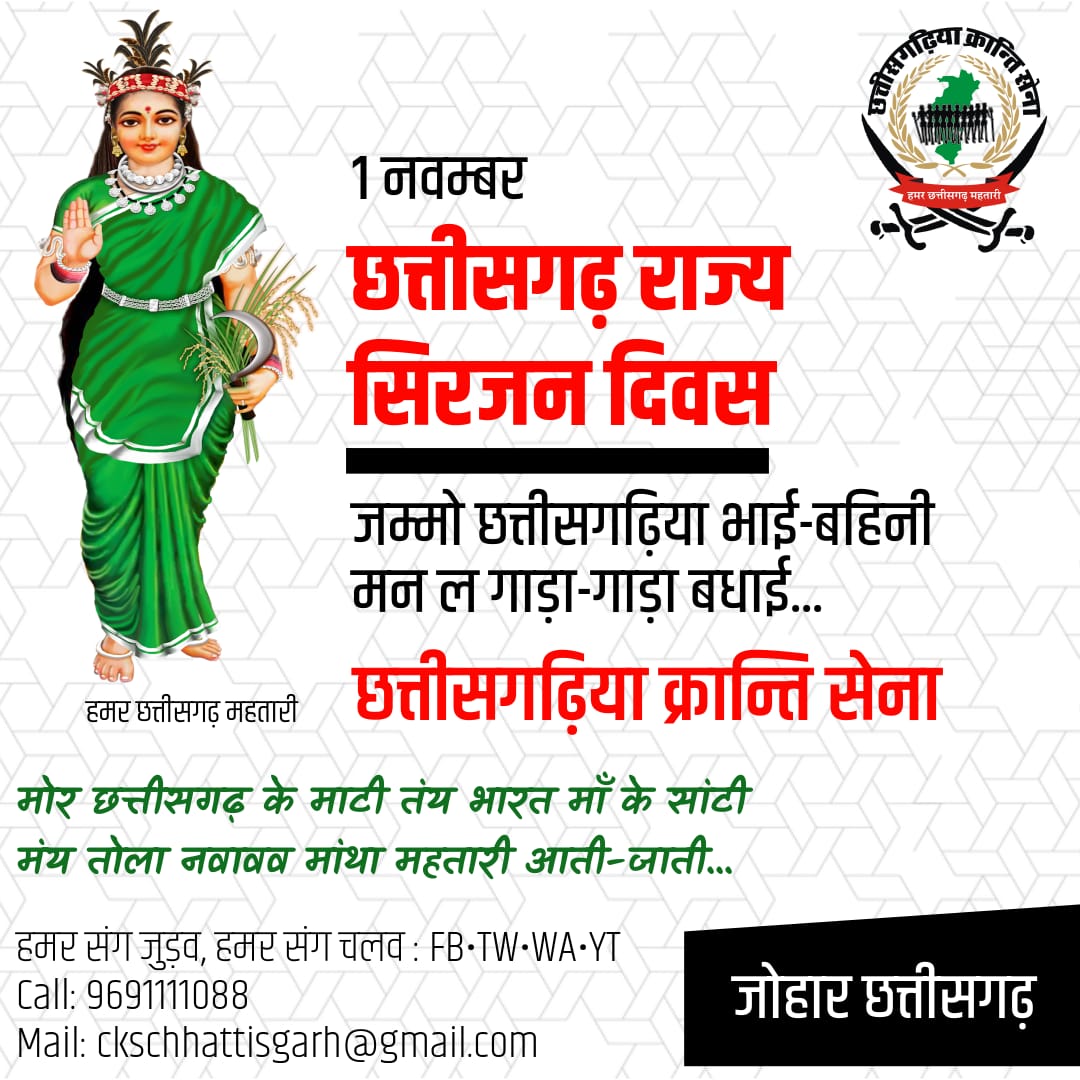 छत्तीसगढ़िया क्रान्ति सेना
हमर छत्तीसगढ़ महतारी
1 नवम्बर
छत्तीसगढ़ राज्य
सिरजन दिवस
जम्मो छत्तीसगढ़िया भाई-बहिनी
मन ल गाड़ा-गाड़ा बधाई...
छत्तीसगढ़िया क्रान्ति सेना
हमर छत्तीसगढ़ महतारी
मोर छत्तीसगढ़ के माटी तंय भारत माँ के सांटी
मंय तोला नवावव मांथा महतारी आती-जाती...
हमर संग जुड़व, हमर संग चलव : FB•TW•WA•YT
Call: 9691111088
Mail: ckschhattisgarh@gmail.com
जोहार छत्तीसगढ़